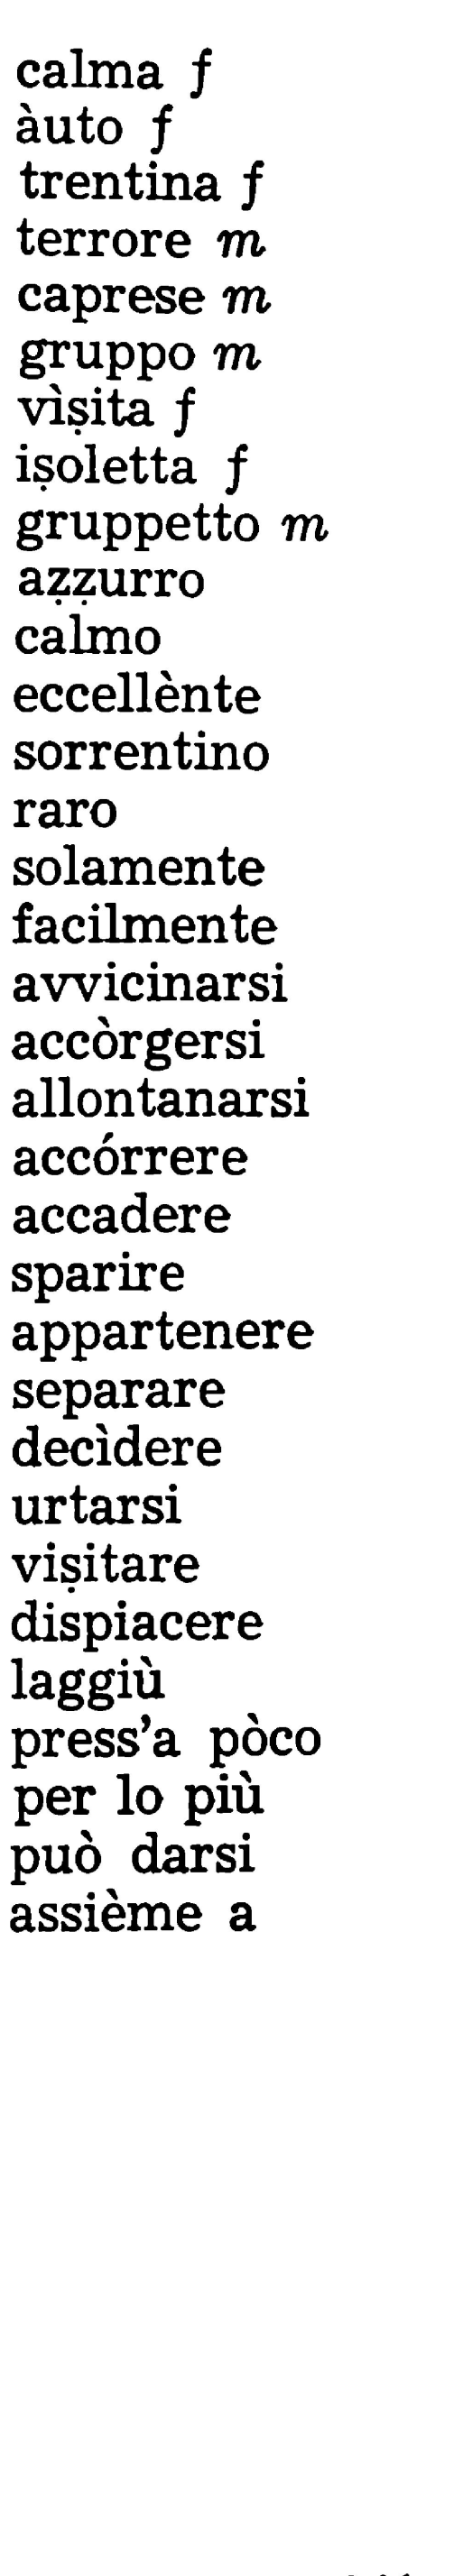 calma f
àuto f
trentina f
terrore m
caprese m
gruppo m
vìṣita f
iṣoletta f
gruppetto m
aẓẓurro
calmo
eccellènte
sorrentino
raro
solamente
facilmente
avvicinarsi
accòrgersi
allontanarsi
accórrere
accadere
sparire
appartenere
separare
decìdere
urtarsi
viṣitare
dispiacere
laggiù
press'a pòco
per lo più
può darsi
assième a